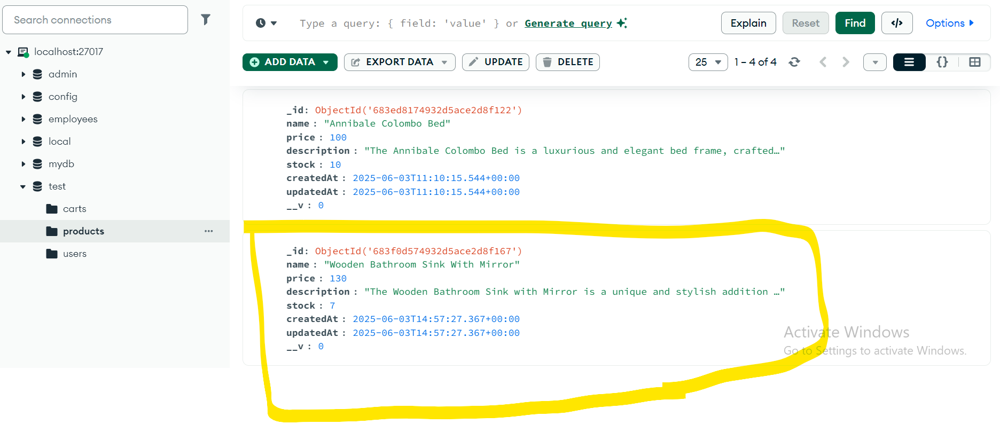 Search connections
localhost:27017
admin
config
employees
local
mydb
test
carts
products
users
Type a query: { field: 'value' } or Generate query
Explain
Reset
Find
</>
Options
ADD DATA
EXPORT DATA
UPDATE
DELETE
25
1 – 4 of 4
{}
_id: ObjectId('683ed8174932d5ace2d8f122')
name : "Annibale Colombo Bed"
price : 100
description : "The Annibale Colombo Bed is a luxurious and elegant bed frame, crafted…"
stock : 10
createdAt : 2025-06-03T11:10:15.544+00:00
updatedAt : 2025-06-03T11:10:15.544+00:00
__v : 0
_id: ObjectId('683f0d574932d5ace2d8f167')
name : "Wooden Bathroom Sink With Mirror"
price : 130
description : "The Wooden Bathroom Sink with Mirror is a unique and stylish addition …"
stock : 7
createdAt : 2025-06-03T14:57:27.367+00:00
updatedAt : 2025-06-03T14:57:27.367+00:00
__v : 0
Activate Windows
Go to Settings to activate Windows.